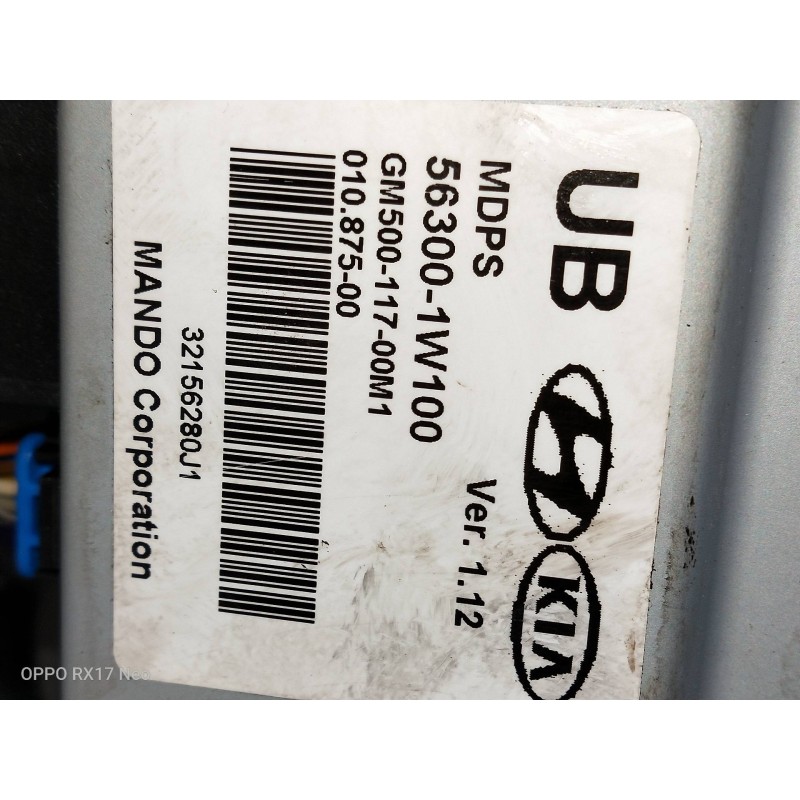 UB
KIA
MDPS Ver. 1.12
56300-1W100
GM500-117-00M1
010.875-00
32156280J1
MANDO Corporation
OPPO RX17 Neo